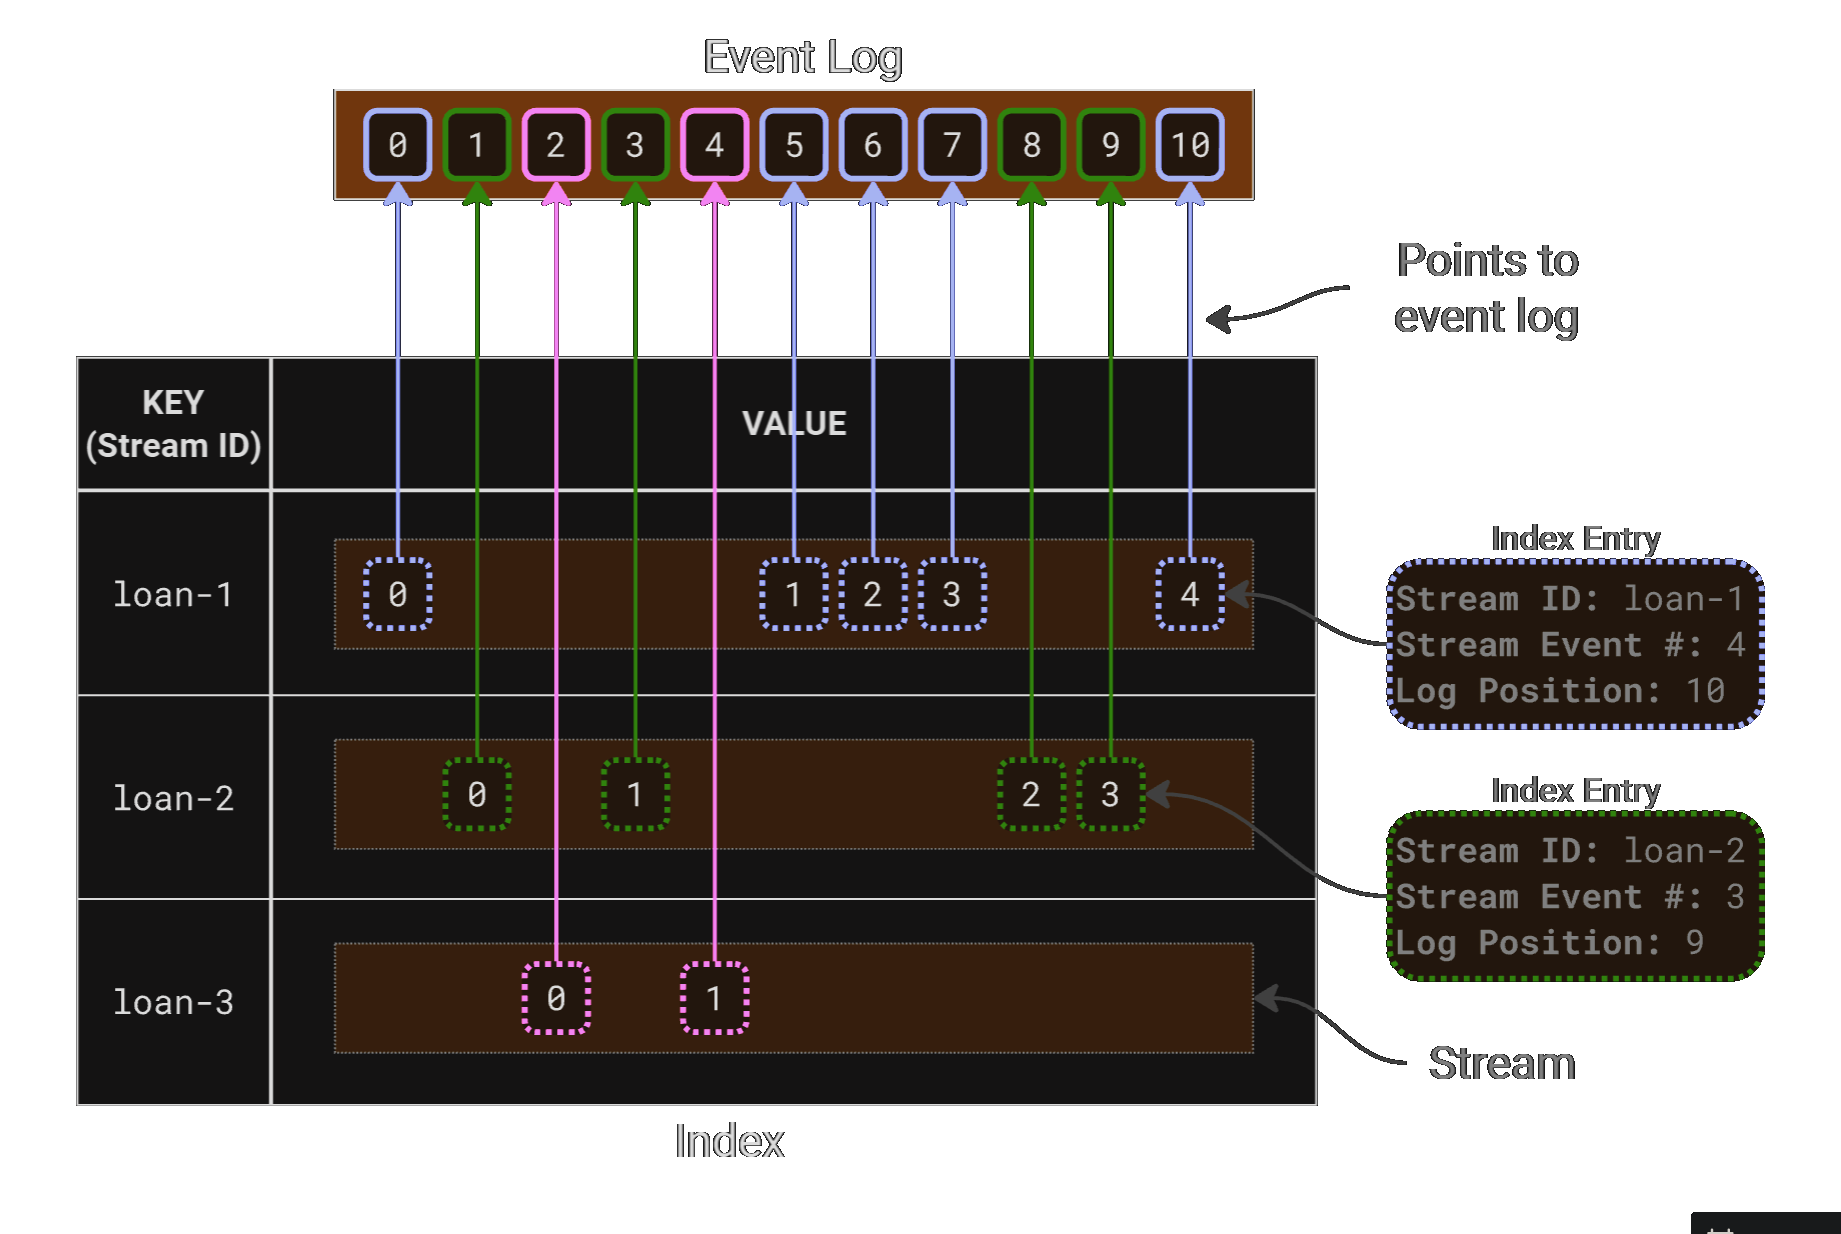 Event Log
0 1 2 3 4 5 6 7 8 9 10
Points to
event log
KEY
(Stream ID)
VALUE
loan-1
0 1 2 3 4
Index Entry
Stream ID: loan-1
Stream Event #: 4
Log Position: 10
loan-2
0 1 2 3
Index Entry
Stream ID: loan-2
Stream Event #: 3
Log Position: 9
loan-3
0 1
Stream
Index